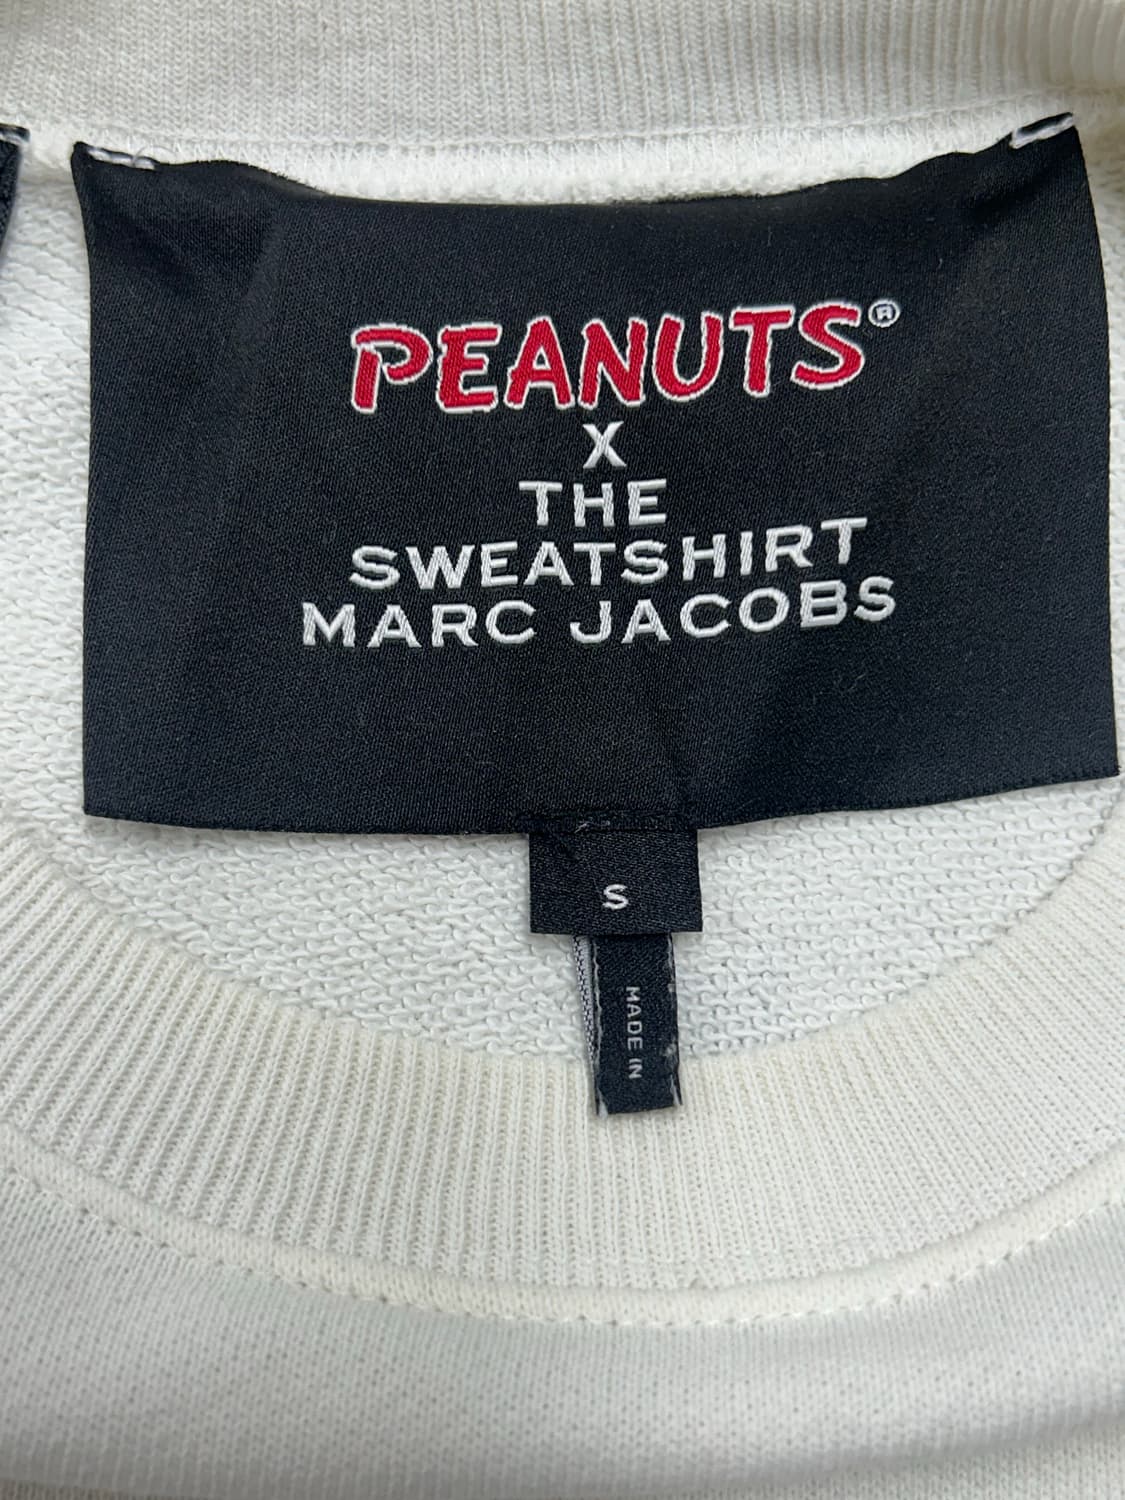 PEANUTS®
X
THE
SWEATSHIRT
MARC JACOBS
S
MADE IN